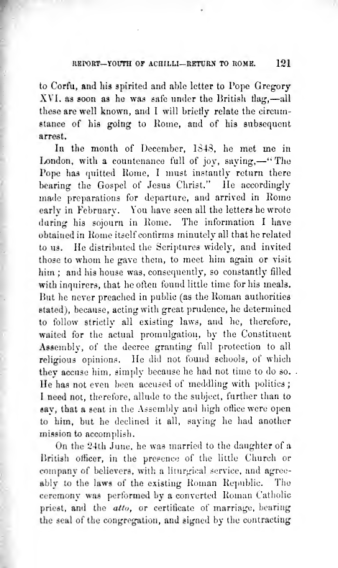 REPORT—YOUTH OF ACHILLI—RETURN TO ROME. 121
to Corfu, and his spirited and able letter to Pope Gregory
XVI. as soon as he was safe under the British flag,—all
these are well known, and I will briefly relate the circum-
stance of his going to Rome, and of his subsequent
arrest.
In the month of December, 1848, he met me in
London, with a countenance full of joy, saying,—“The
Pope has quitted Rome, I must instantly return there
bearing the Gospel of Jesus Christ.” He accordingly
made preparations for departure, and arrived in Rome
early in February. You have seen all the letters he wrote
during his sojourn in Rome. The information I have
obtained in Rome itself confirms minutely all that he related
to us. He distributed the Scriptures widely, and invited
those to whom he gave them, to meet him again or visit
him; and his house was, consequently, so constantly filled
with inquirers, that he often found little time for his meals.
But he never preached in public (as the Roman authorities
stated), because, acting with great prudence, he determined
to follow strictly all existing laws, and he, therefore,
waited for the actual promulgation, by the Constituent
Assembly, of the decree granting full protection to all
religious opinions. He did not found schools, of which
they accuse him, simply because he had not time to do so.
He has not even been accused of meddling with politics;
I need not, therefore, allude to the subject, further than to
say, that a seat in the Assembly and high office were open
to him, but he declined it all, saying he had another
mission to accomplish.
On the 24th June, he was married to the daughter of a
British officer, in the presence of the little Church or
company of believers, with a liturgical service, and agree-
ably to the laws of the existing Roman Republic. The
ceremony was performed by a converted Roman Catholic
priest, and the atto, or certificate of marriage, bearing
the seal of the congregation, and signed by the contracting